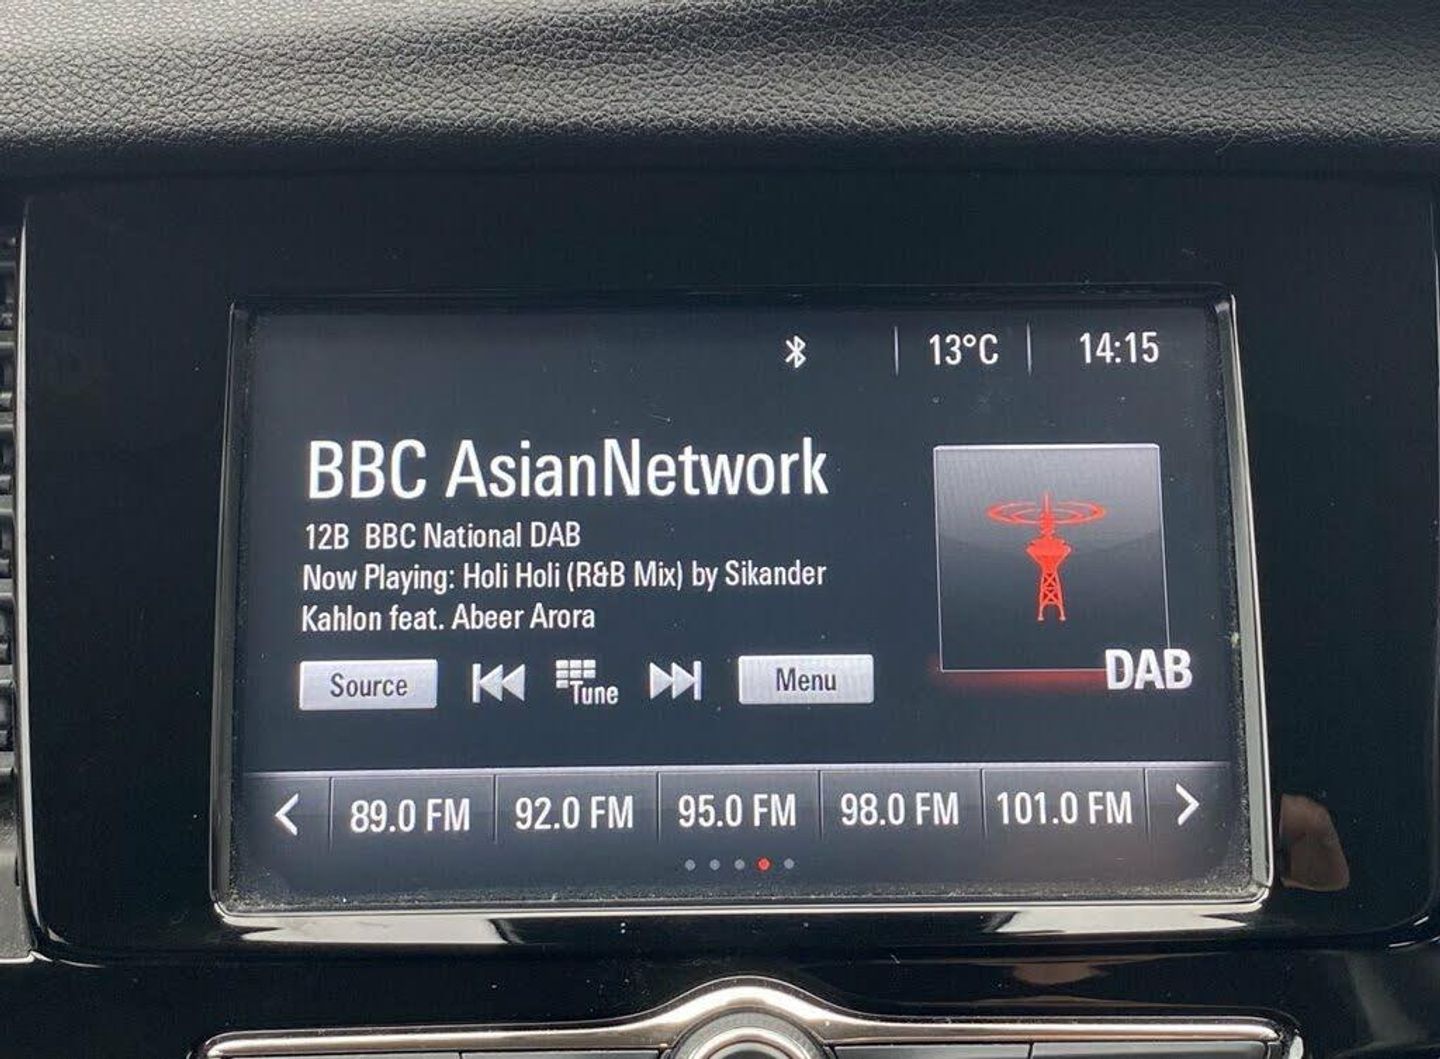 13°C 14:15
BBC AsianNetwork
12B BBC National DAB
Now Playing: Holi Holi (R&B Mix) by Sikander
Kahlon feat. Abeer Arora
DAB
Source Tune Menu
89.0 FM 92.0 FM 95.0 FM 98.0 FM 101.0 FM